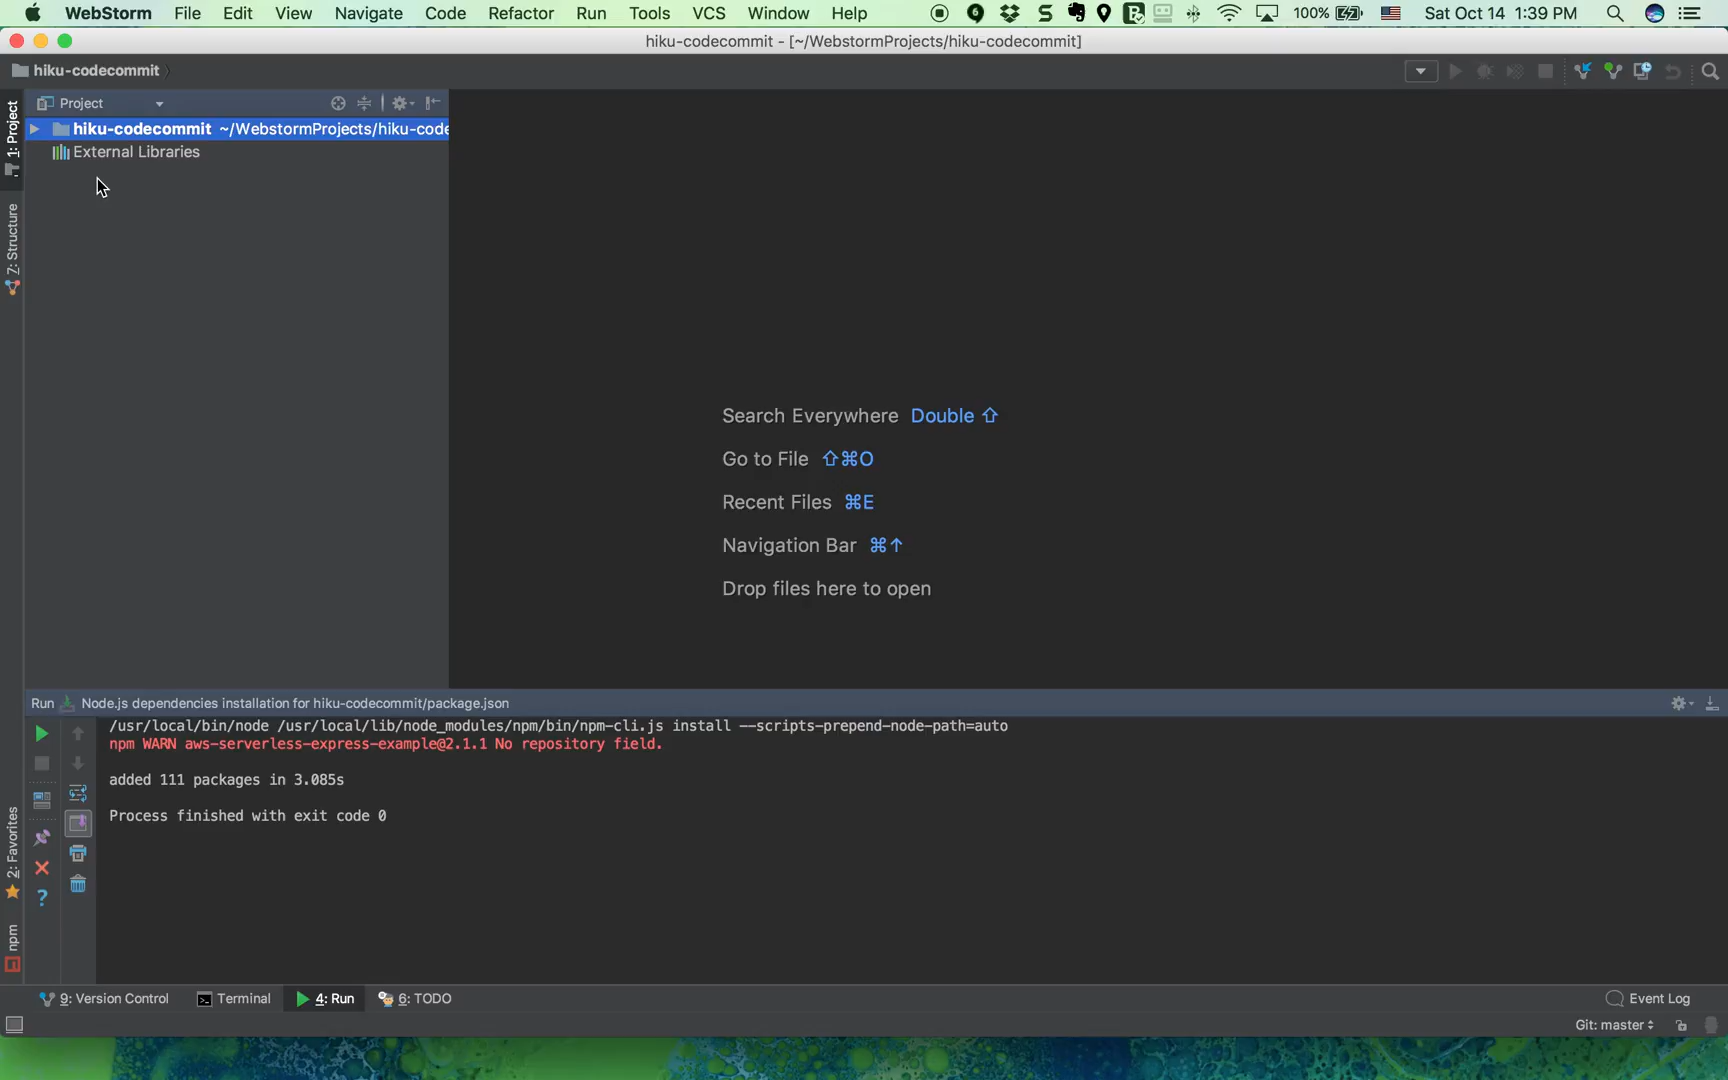 WebStorm File Edit View Navigate Code Refactor Run Tools VCS Window Help 100% Sat Oct 14 1:39 PM
hiku-codecommit - [~/WebstormProjects/hiku-codecommit]
hiku-codecommit
1: Project
Project
hiku-codecommit ~/WebstormProjects/hiku-code
External Libraries
7: Structure
Search Everywhere Double ⇧
Go to File ⇧⌘O
Recent Files ⌘E
Navigation Bar ⌘↑
Drop files here to open
Run Node.js dependencies installation for hiku-codecommit/package.json
/usr/local/bin/node /usr/local/lib/node_modules/npm/bin/npm-cli.js install --scripts-prepend-node-path=auto
npm WARN aws-serverless-express-example@2.1.1 No repository field.
added 111 packages in 3.085s
Process finished with exit code 0
2: Favorites
npm
9: Version Control Terminal 4: Run 6: TODO Event Log
Git: master